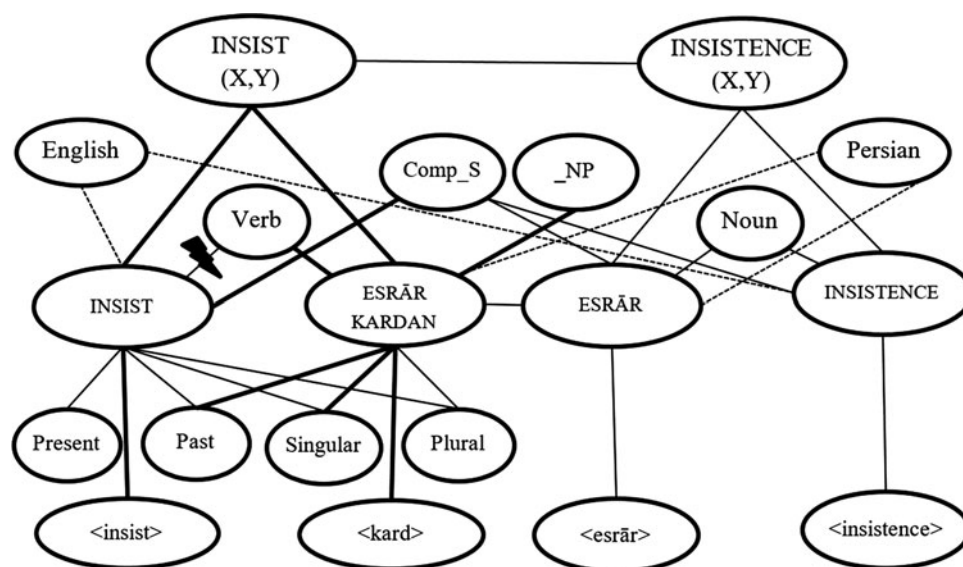 INSIST
(X,Y)
INSISTENCE
(X,Y)
English
Comp_S
_NP
Persian
Verb
Noun
INSIST
ESRĀR
KARDAN
ESRĀR
INSISTENCE
Present
Past
Singular
Plural
<insist>
<kard>
<esrār>
<insistence>